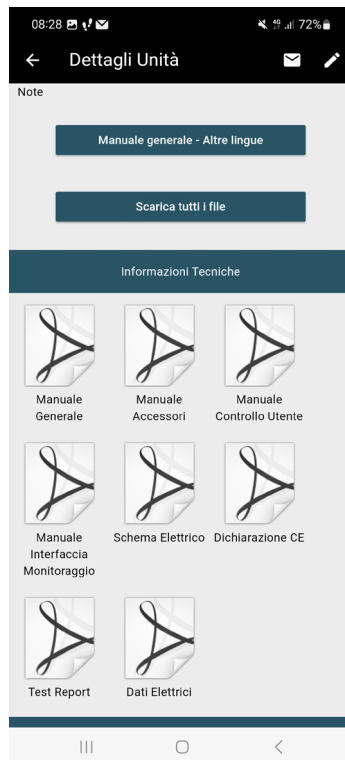 08:28
4G 72%
Dettagli Unità
Note
Manuale generale - Altre lingue
Scarica tutti i file
Informazioni Tecniche
Manuale
Generale
Manuale
Accessori
Manuale
Controllo Utente
Manuale
Interfaccia
Monitoraggio
Schema Elettrico
Dichiarazione CE
Test Report
Dati Elettrici